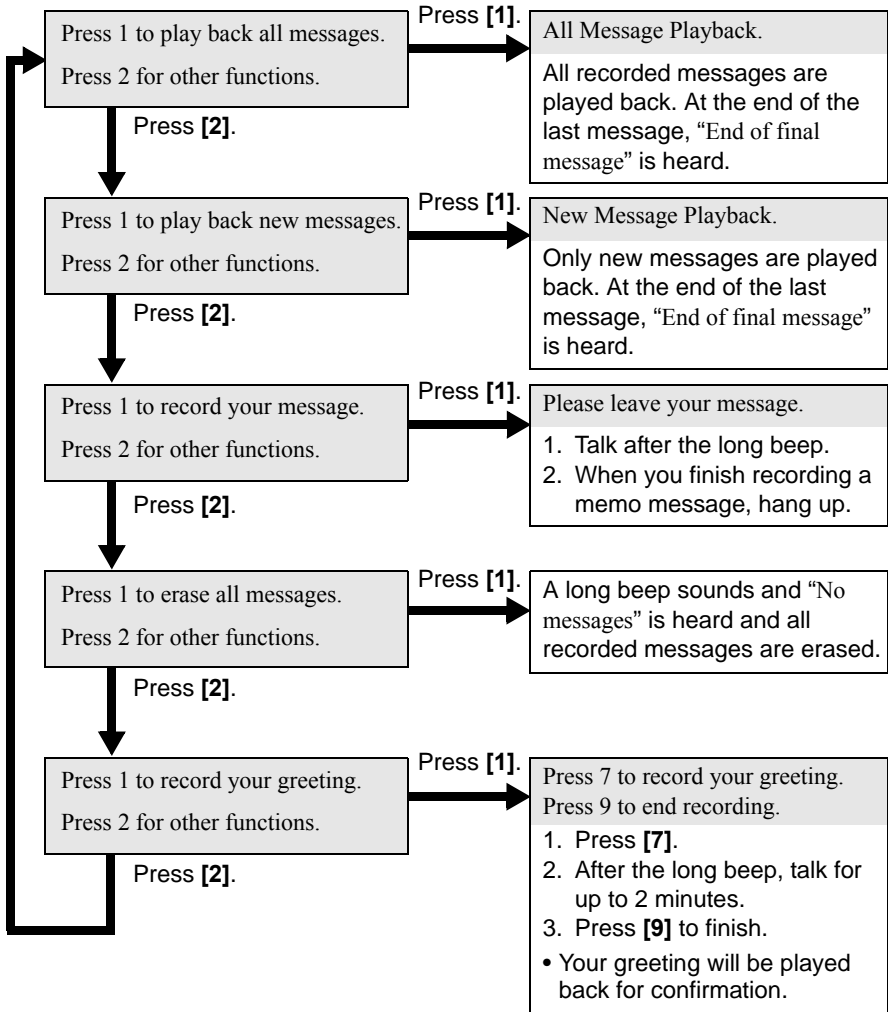 Press 1 to play back all messages.
Press 2 for other functions.
Press [1].
All Message Playback.
All recorded messages are
played back. At the end of the
last message, “End of final
message” is heard.
Press [2].
Press 1 to play back new messages.
Press 2 for other functions.
Press [1].
New Message Playback.
Only new messages are played
back. At the end of the last
message, “End of final message”
is heard.
Press [2].
Press 1 to record your message.
Press 2 for other functions.
Press [1].
Please leave your message.
1. Talk after the long beep.
2. When you finish recording a
memo message, hang up.
Press [2].
Press 1 to erase all messages.
Press 2 for other functions.
Press [1].
A long beep sounds and “No
messages” is heard and all
recorded messages are erased.
Press [2].
Press 1 to record your greeting.
Press 2 for other functions.
Press [1].
Press 7 to record your greeting.
Press 9 to end recording.
1. Press [7].
2. After the long beep, talk for
up to 2 minutes.
3. Press [9] to finish.
• Your greeting will be played
back for confirmation.
Press [2].